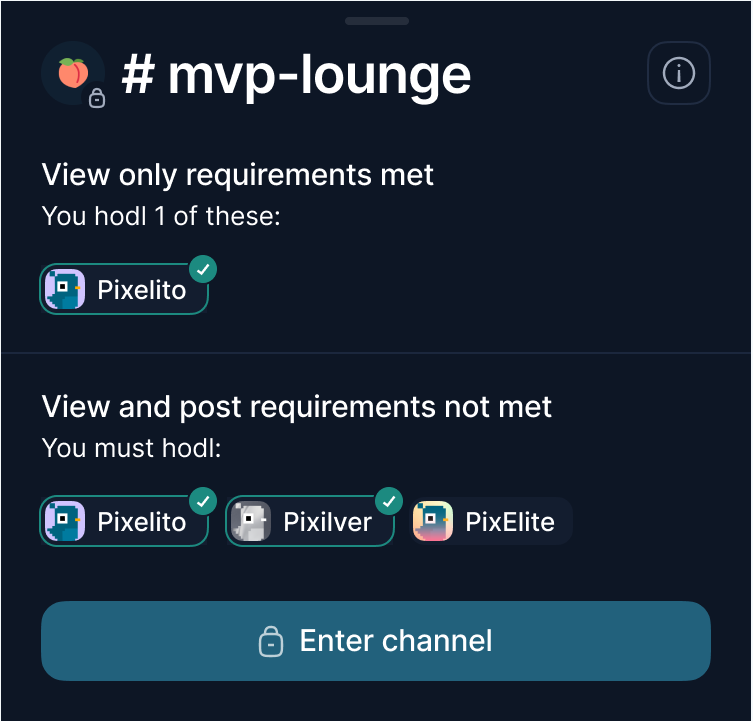 # mvp-lounge
View only requirements met
You hodl 1 of these:
Pixelito
View and post requirements not met
You must hodl:
Pixelito Pixilver PixElite
Enter channel